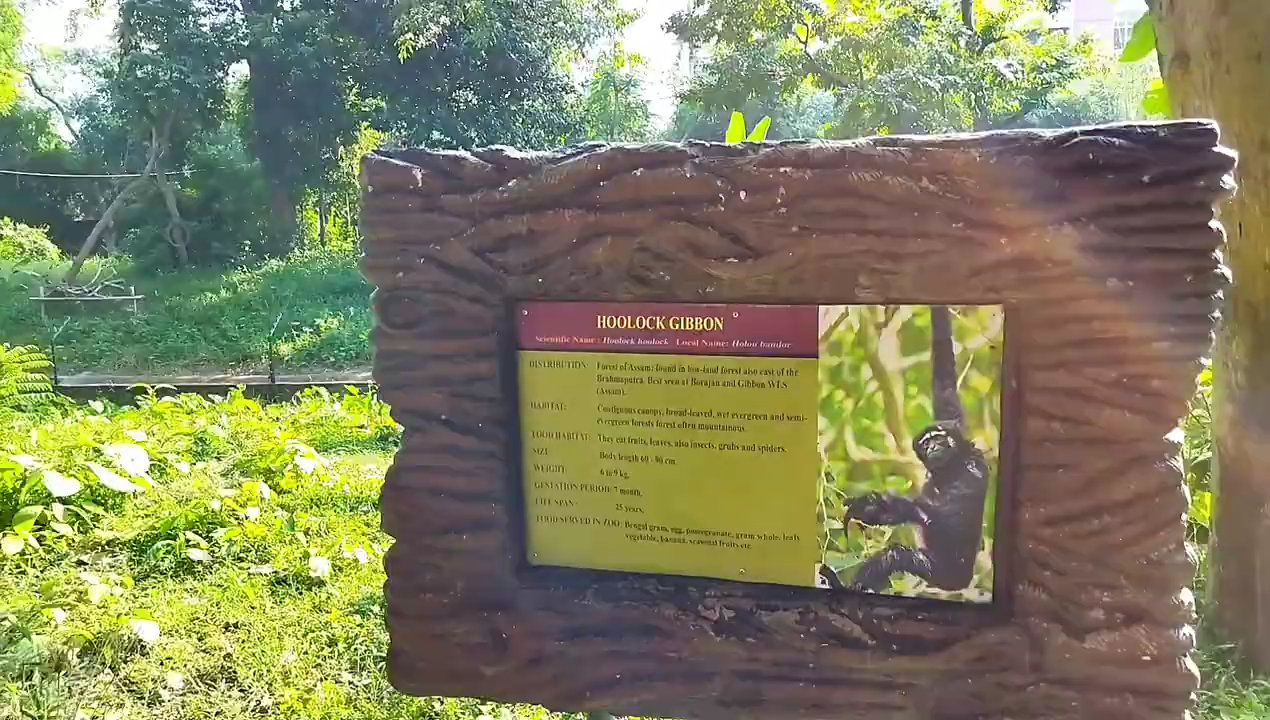 HOOLOCK GIBBON
Scientific Name : Hoolock hoolock Local Name: Holou bandar
DISTRIBUTION: Forest of Assam: found in low-land forest also east of the
Brahmaputra. Best seen at Borajan and Gibbon WLS
(Assam).
HABITAT: Contiguous canopy, broad-leaved, wet evergreen and semi-
evergreen forests forest often mountainous.
FOOD HABITAT: They eat fruits, leaves, also insects, grubs and spiders.
SIZE: Body length 60 - 90 cm.
WEIGHT: 6 to 9 kg.
GESTATION PERIOD: 7 month.
LIFE SPAN: 25 years.
FOOD SERVED IN ZOO: Bengal gram, egg, pomegranate, gram whole, leafy
vegetable, banana, seasonal fruits etc.